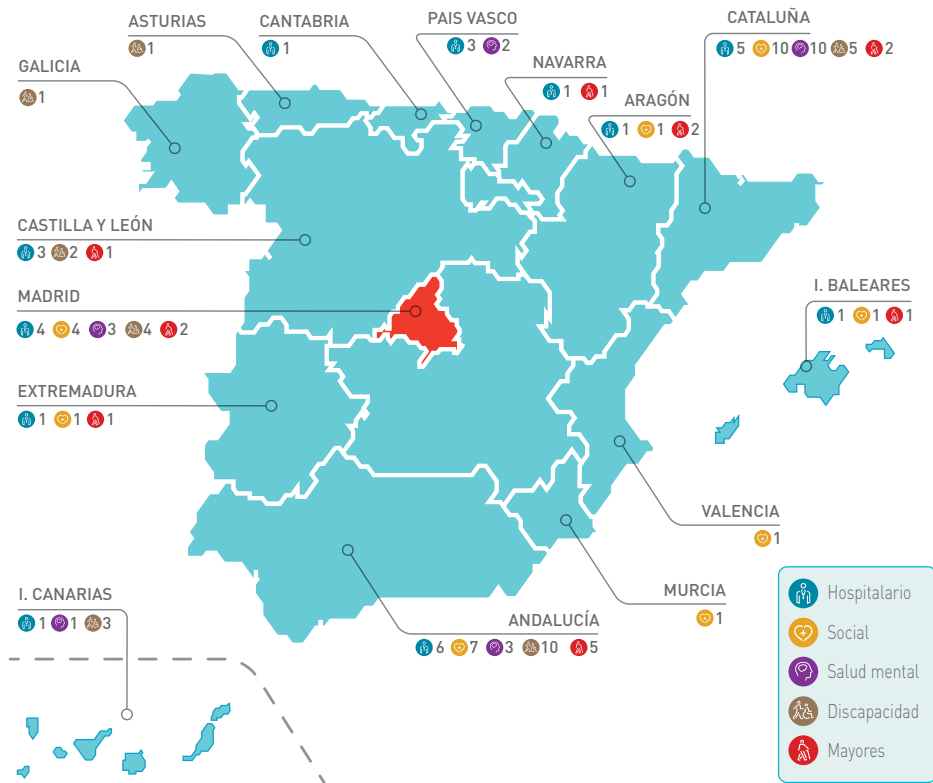 ASTURIAS
1
CANTABRIA
1
PAIS VASCO
3 2
CATALUÑA
5 10 10 5 2
GALICIA
1
NAVARRA
1 1
ARAGÓN
1 1 2
CASTILLA Y LEÓN
3 2 1
MADRID
4 4 3 4 2
I. BALEARES
1 1 1
EXTREMADURA
1 1 1
VALENCIA
1
MURCIA
1
I. CANARIAS
1 1 3
ANDALUCÍA
6 7 3 10 5
Hospitalario
Social
Salud mental
Discapacidad
Mayores